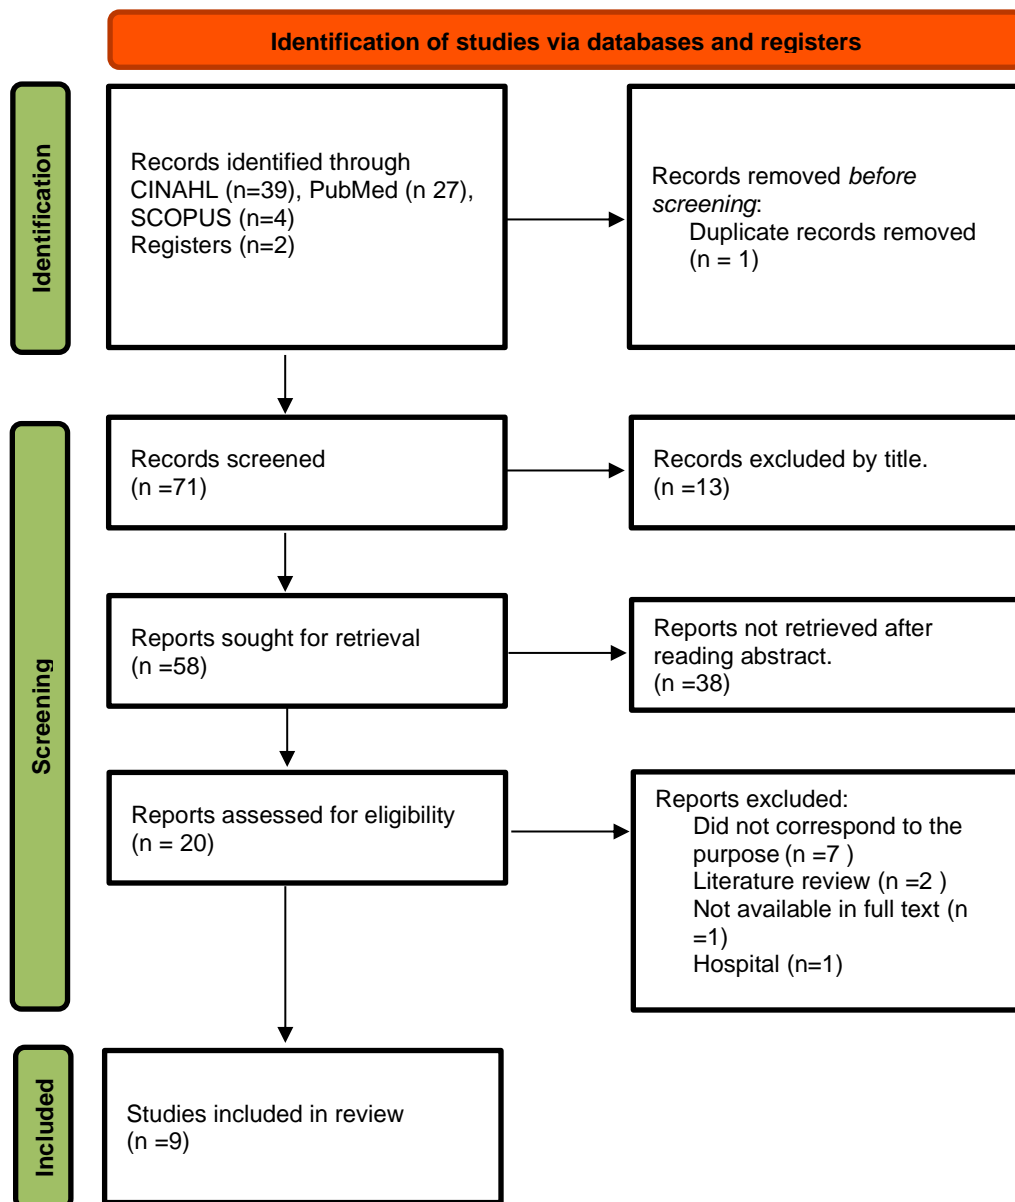 Identification of studies via databases and registers
Identification
Records identified through
CINAHL (n=39), PubMed (n 27),
SCOPUS (n=4)
Registers (n=2)
Records removed before
screening:
Duplicate records removed
(n = 1)
Screening
Records screened
(n =71)
Records excluded by title.
(n =13)
Reports sought for retrieval
(n =58)
Reports not retrieved after
reading abstract.
(n =38)
Reports assessed for eligibility
(n = 20)
Reports excluded:
Did not correspond to the
purpose (n =7 )
Literature review (n =2 )
Not available in full text (n
=1)
Hospital (n=1)
Included
Studies included in review
(n =9)